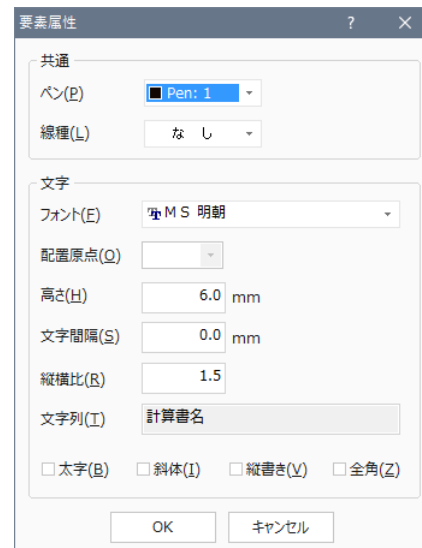 要素属性 ? ×
共通
ペン(P) Pen: 1
線種(L) な し
文字
フォント(F) MS 明朝
配置原点(O)
高さ(H) 6.0 mm
文字間隔(S) 0.0 mm
縦横比(R) 1.5
文字列(T) 計算書名
太字(B) 斜体(I) 縦書き(V) 全角(Z)
OK キャンセル